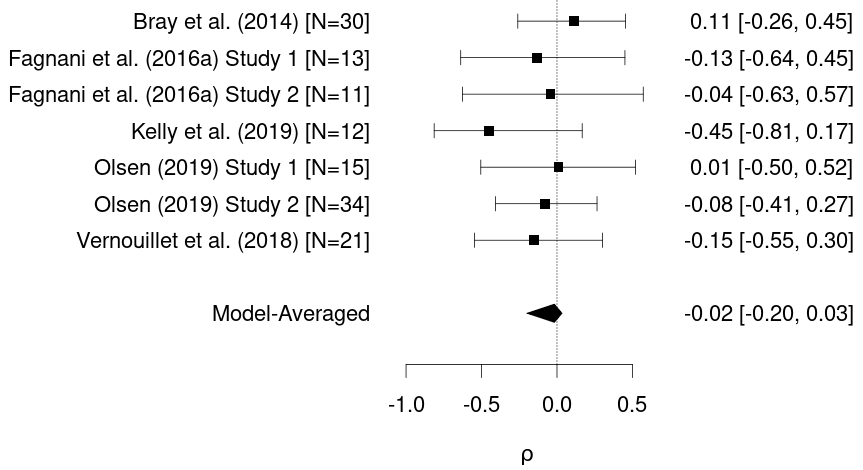 Bray et al. (2014) [N=30] 0.11 [-0.26, 0.45]
Fagnani et al. (2016a) Study 1 [N=13] -0.13 [-0.64, 0.45]
Fagnani et al. (2016a) Study 2 [N=11] -0.04 [-0.63, 0.57]
Kelly et al. (2019) [N=12] -0.45 [-0.81, 0.17]
Olsen (2019) Study 1 [N=15] 0.01 [-0.50, 0.52]
Olsen (2019) Study 2 [N=34] -0.08 [-0.41, 0.27]
Vernouillet et al. (2018) [N=21] -0.15 [-0.55, 0.30]
Model-Averaged -0.02 [-0.20, 0.03]
-1.0 -0.5 0.0 0.5
ρ